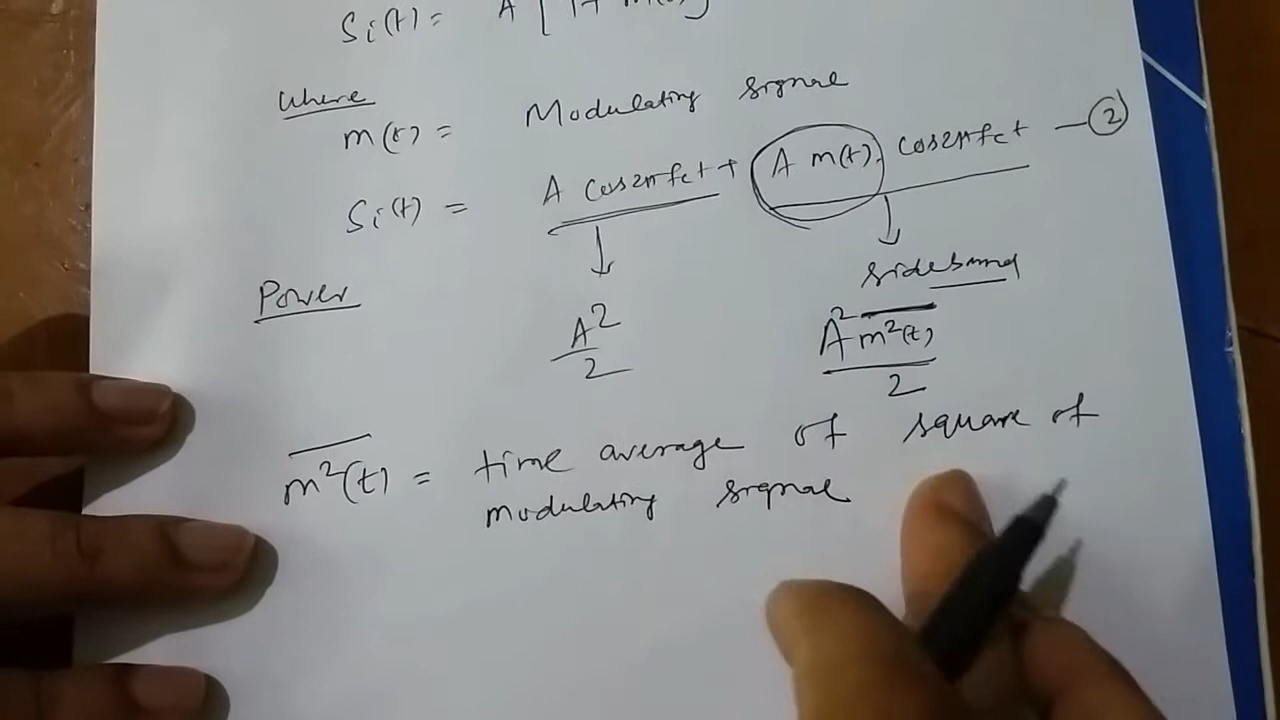 Si(t) = A [ 1+ m(t)
Where
m(t) = Modulating signal
Si(t) = A cos2πfct + A m(t). cos2πfct — ②
sideband
Power A²/2 A² m²(t)/2
m²(t) = time average of square of
modulating signal